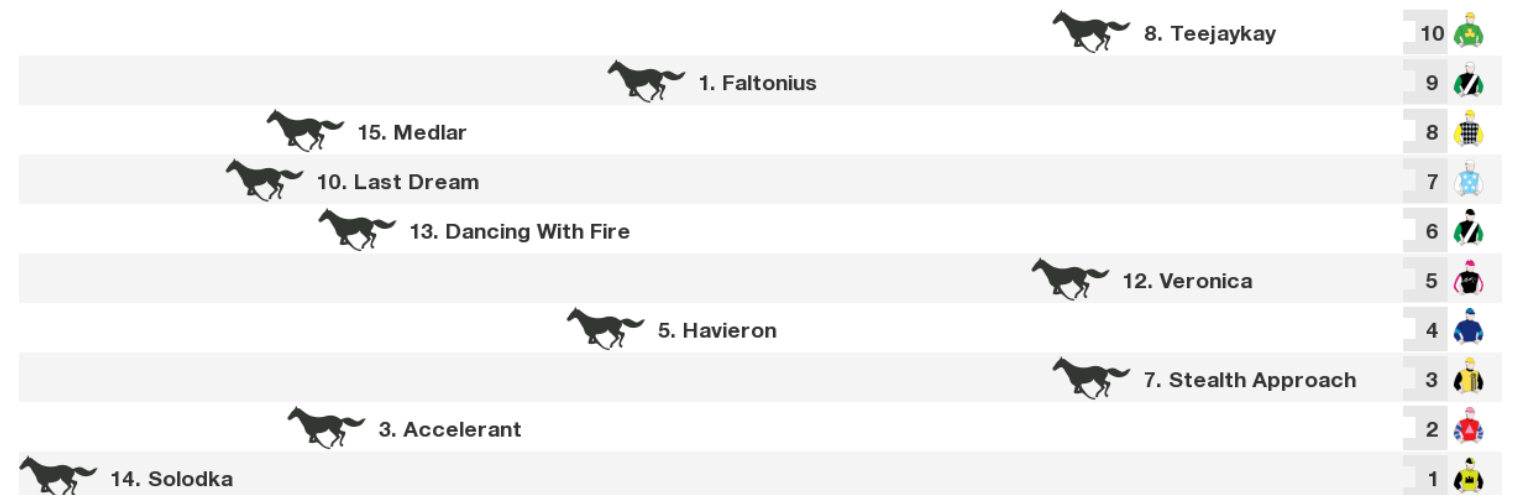 8. Teejaykay 10
1. Faltonius 9
15. Medlar 8
10. Last Dream 7
13. Dancing With Fire 6
12. Veronica 5
5. Havieron 4
7. Stealth Approach 3
3. Accelerant 2
14. Solodka 1